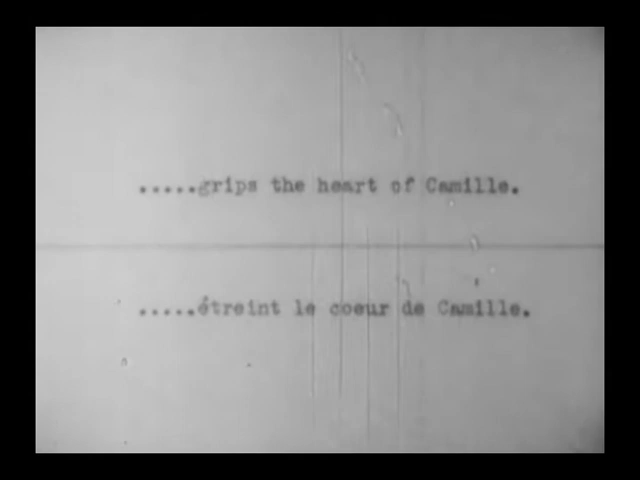 .....grips the heart of Camille.
.....étreint le coeur de Camille.